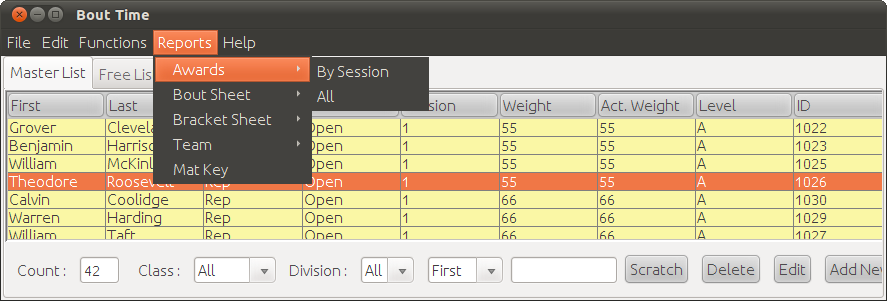 Bout Time
File Edit Functions Reports Help
Master List Free Lis
Awards By Session
Bout Sheet All
Bracket Sheet
Team
Mat Key
First Last sion Weight Act. Weight Level ID
Grover Clevela Open 1 55 55 A 1022
Benjamin Harriso Open 1 55 55 A 1023
William McKinl Open 1 55 55 A 1025
Theodore Roosevelt Rep Open 1 55 55 A 1026
Calvin Coolidge Rep Open 1 66 66 A 1030
Warren Harding Rep Open 1 66 66 A 1029
William Taft Rep Open 1 66 66 A 1027
Count : 42 Class : All Division : All First Scratch Delete Edit Add New